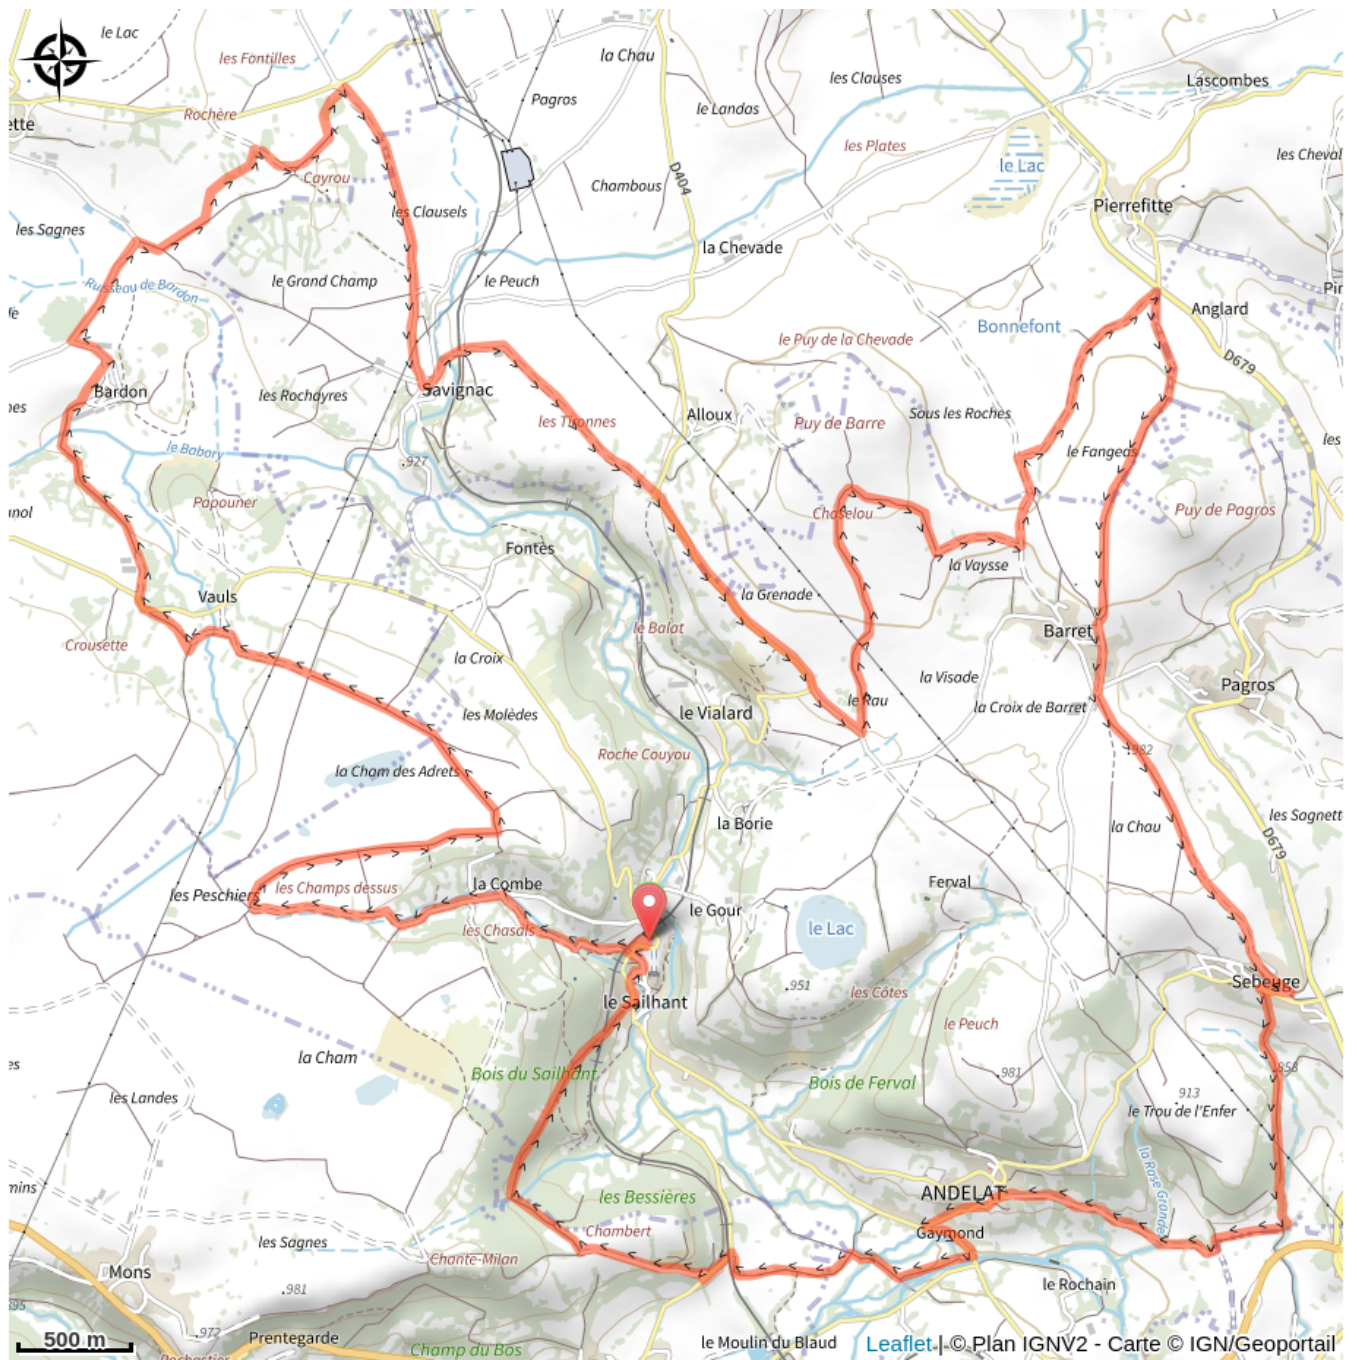 le Lac
les Fontilles
la Chau
les Clauses
Lascombes
Pagros
le Landas
Rochère
ette
les Plates
les Cheval
D404
le Lac
Cayrou
Chambous
Pierrefitte
les Clausels
les Sagnes
la Chevade
le Grand Champ
le Peuch
Ruisseau de Bardon
Pin
Anglard
Bonnefont
le Puy de la Chevade
D679
Bardon
les Rochayres
Savignac
Alloux
Sous les Roches
les Tironnes
Puy de Barre
le Babory
927
le Fangeas
les
Papouner
Chaselou
Puy de Pagros
Fontès
la Vaysse
Vauls
la Grenade
le Balat
Barret
Crousette
la Croix
la Visade
Pagros
le Rau
la Croix de Barret
les Molèdes
le Vialard
982
Roche Couyou
la Cham des Adrets
la Borie
la Chau
les Sagnett
D679
la Combe
Ferval
les Peschiers
les Champs dessus
le Gour
les Chasals
le Lac
Sebeuge
951
les Côtes
le Sailhant
le Peuch
la Cham
Bois du Sailhant
Bois de Ferval
981
858
913
les Landes
le Trou de l'Enfer
la Rase Grande
mins
les Bessières
ANDELAT
Chambert
Gaymond
les Sagnes
Chante-Milan
Mons
le Rochain
981
972
Prentegarde
500 m
le Moulin du Blaud
Champ du Bos
Leaflet | © Plan IGNV2 - Carte © IGN/Geoportail